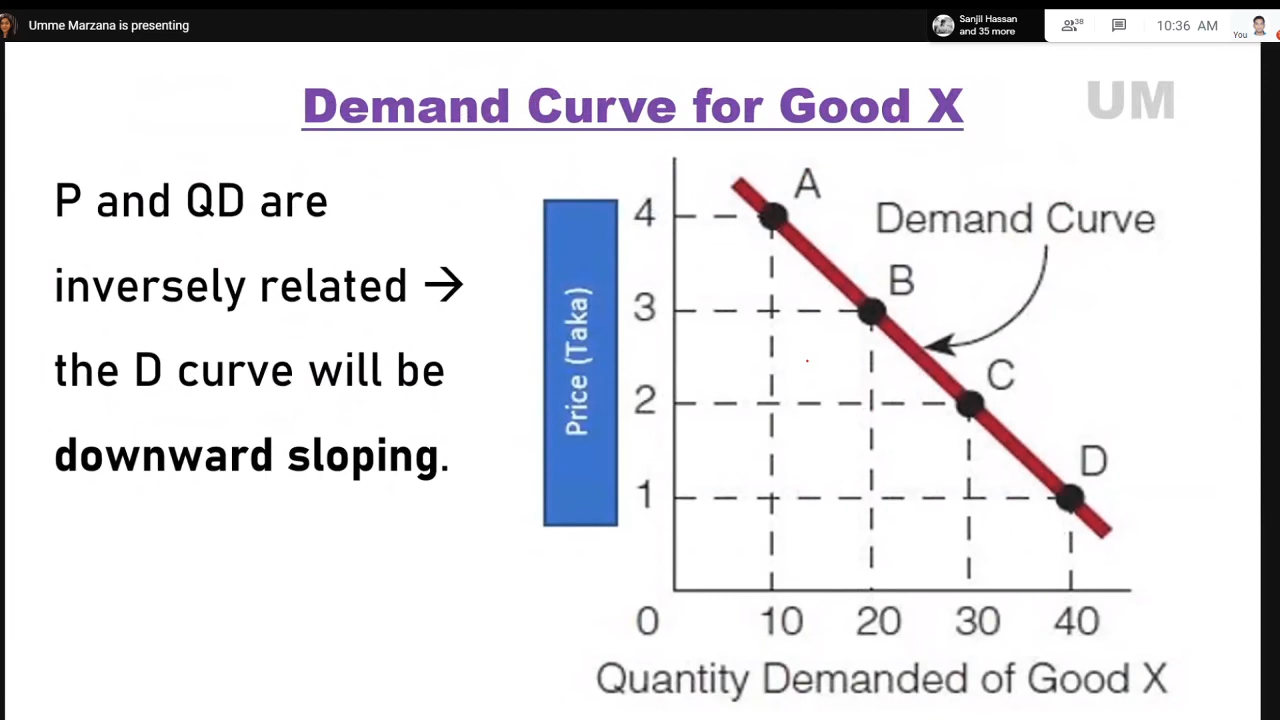 Umme Marzana is presenting
Sanjil Hassan
and 35 more
38
10:36 AM
You
Demand Curve for Good X
UM
P and QD are
inversely related →
the D curve will be
downward sloping.
Price (Taka)
4
3
2
1
A
B
C
D
Demand Curve
0
10
20
30
40
Quantity Demanded of Good X